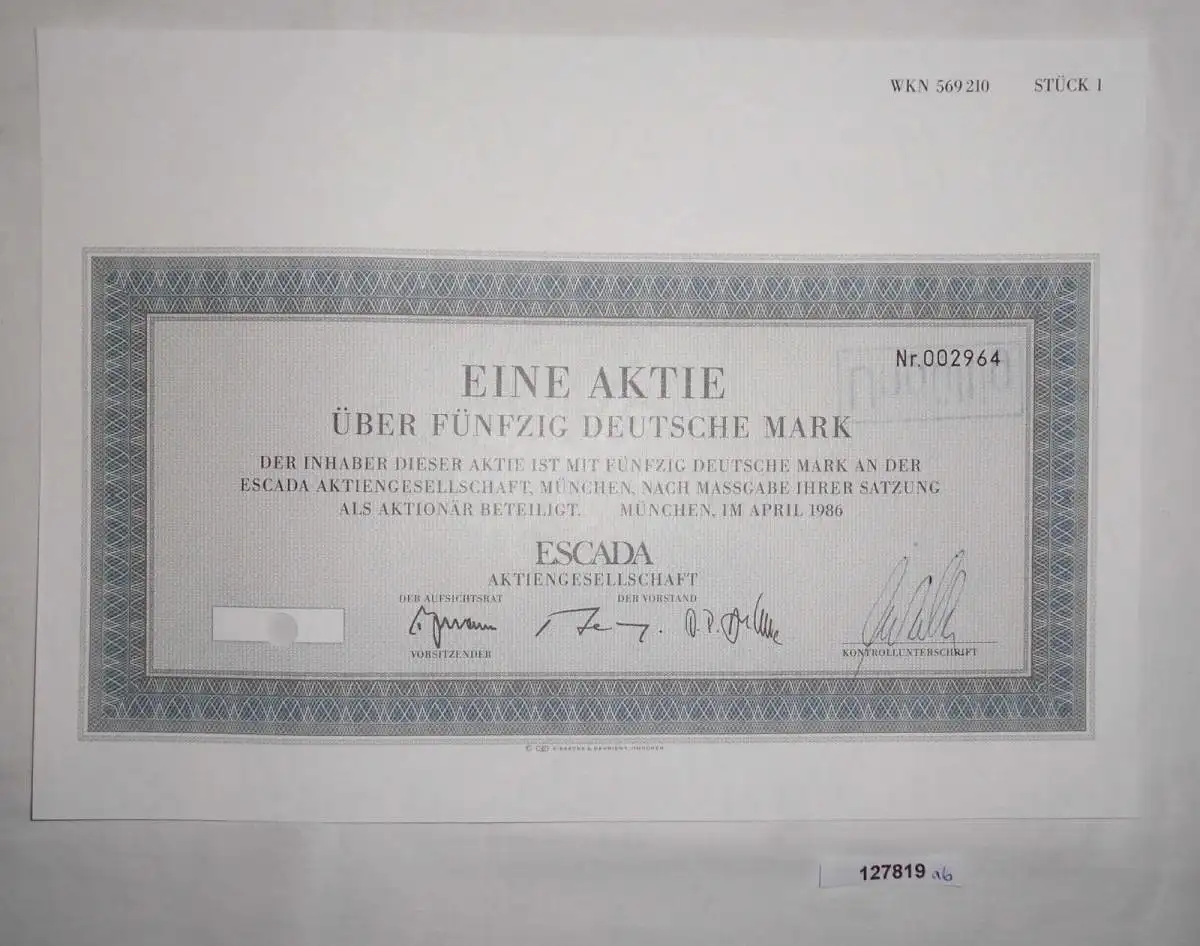 WKN 569 210 STÜCK 1
Nr.002964
EINE AKTIE
ÜBER FÜNFZIG DEUTSCHE MARK
DER INHABER DIESER AKTIE IST MIT FÜNFZIG DEUTSCHE MARK AN DER
ESCADA AKTIENGESELLSCHAFT, MÜNCHEN, NACH MASSGABE IHRER SATZUNG
ALS AKTIONÄR BETEILIGT. MÜNCHEN, IM APRIL 1986
ESCADA
AKTIENGESELLSCHAFT
DER AUFSICHTSRAT DER VORSTAND
VORSITZENDER KONTROLLUNTERSCHRIFT
& DEVRIENT, MÜNCHEN
127819 ab